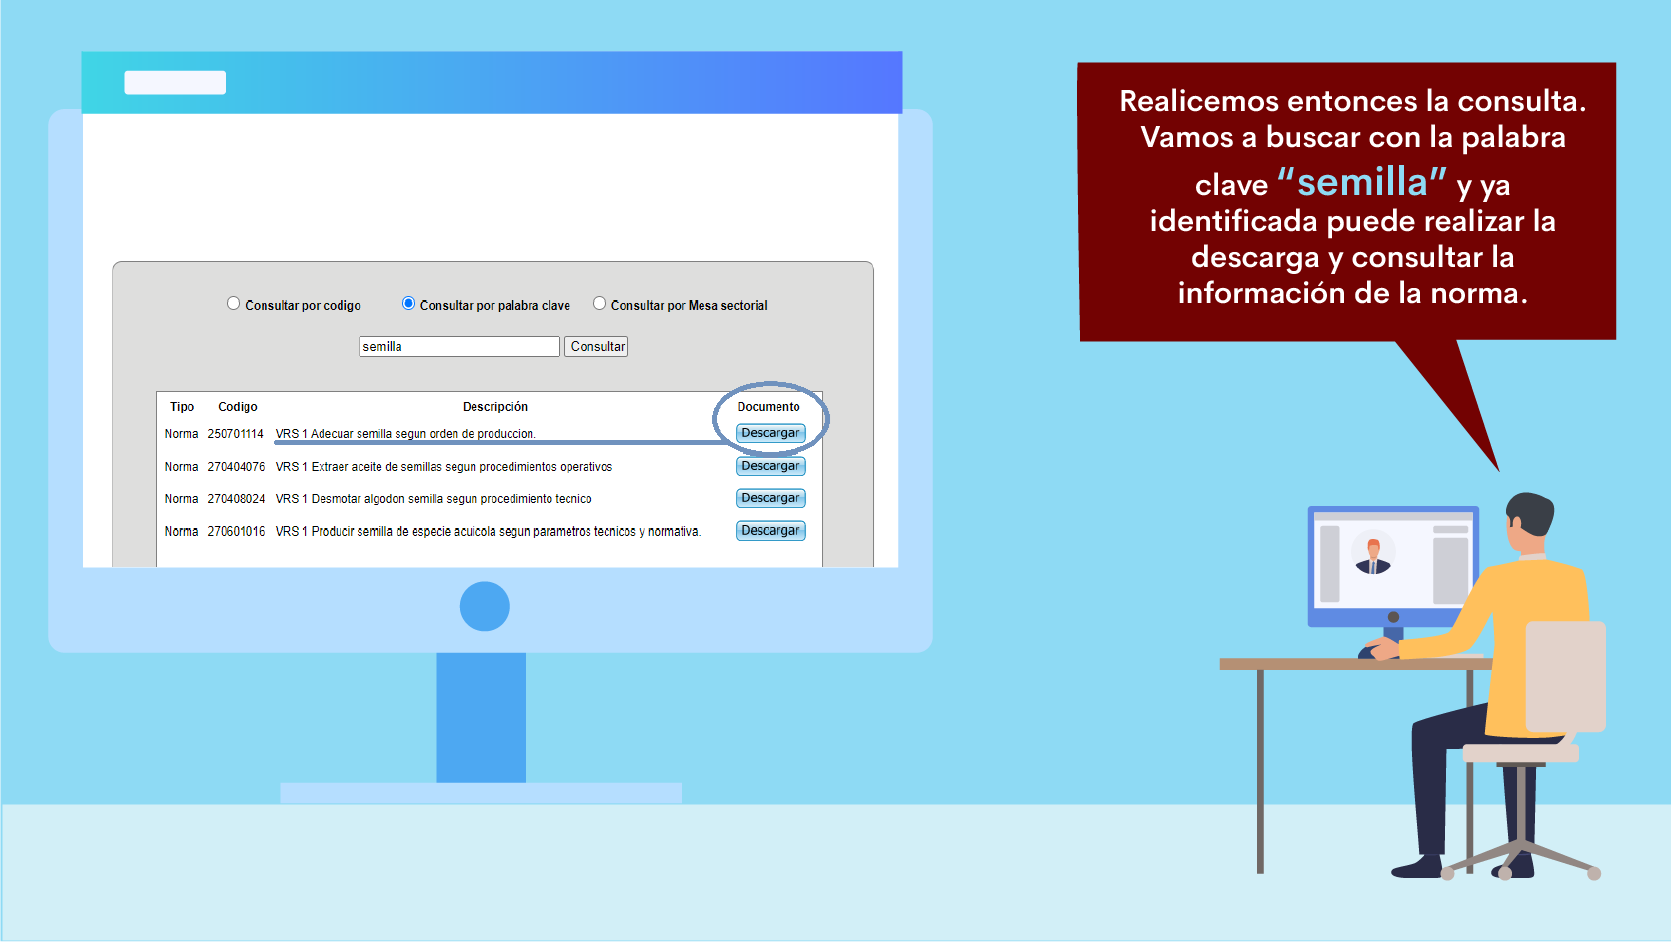 Realicemos entonces la consulta.
Vamos a buscar con la palabra
clave “semilla” y ya
identificada puede realizar la
descarga y consultar la
información de la norma.
Consultar por codigo Consultar por palabra clave Consultar por Mesa sectorial
semilla Consultar
Tipo Codigo Descripción Documento
Norma 250701114 VRS 1 Adecuar semilla segun orden de produccion. Descargar
Norma 270404076 VRS 1 Extraer aceite de semillas segun procedimientos operativos Descargar
Norma 270408024 VRS 1 Desmotar algodon semilla segun procedimiento tecnico Descargar
Norma 270601016 VRS 1 Producir semilla de especie acuicola segun parametros tecnicos y normativa. Descargar